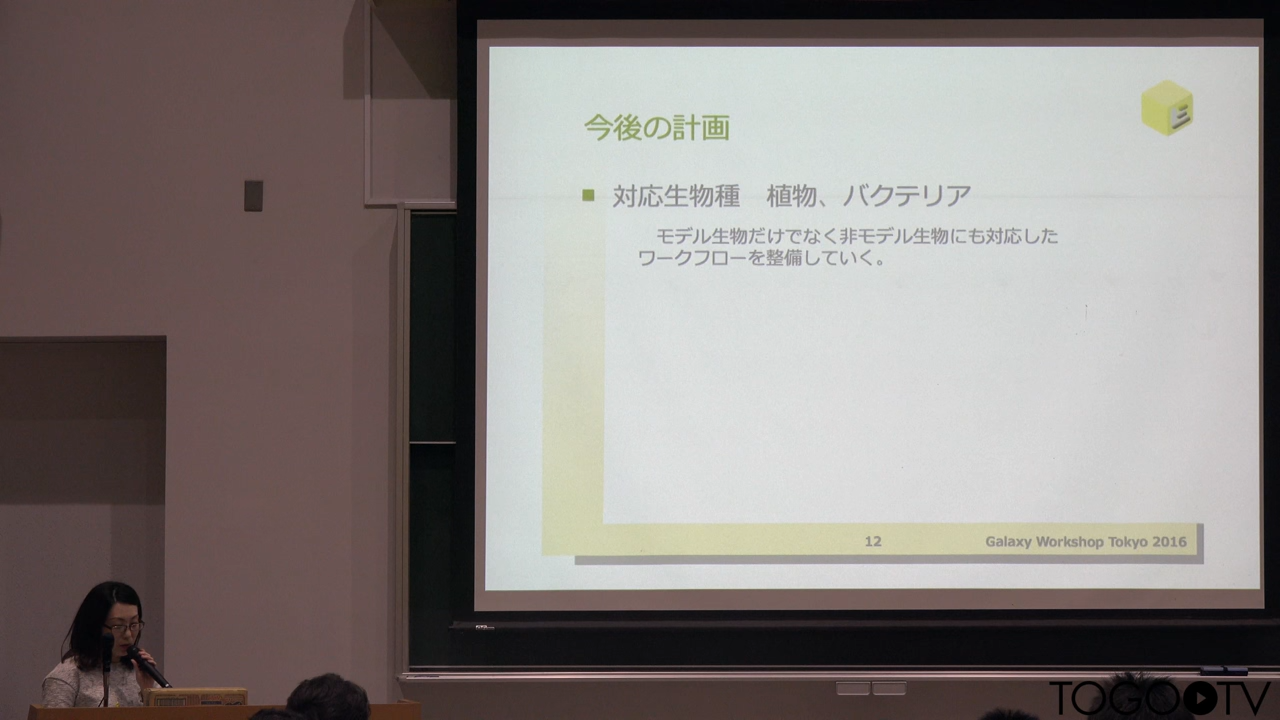 今後の計画
対応生物種　植物、バクテリア
モデル生物だけでなく非モデル生物にも対応した
ワークフローを整備していく。
12
Galaxy Workshop Tokyo 2016
TOGOTV